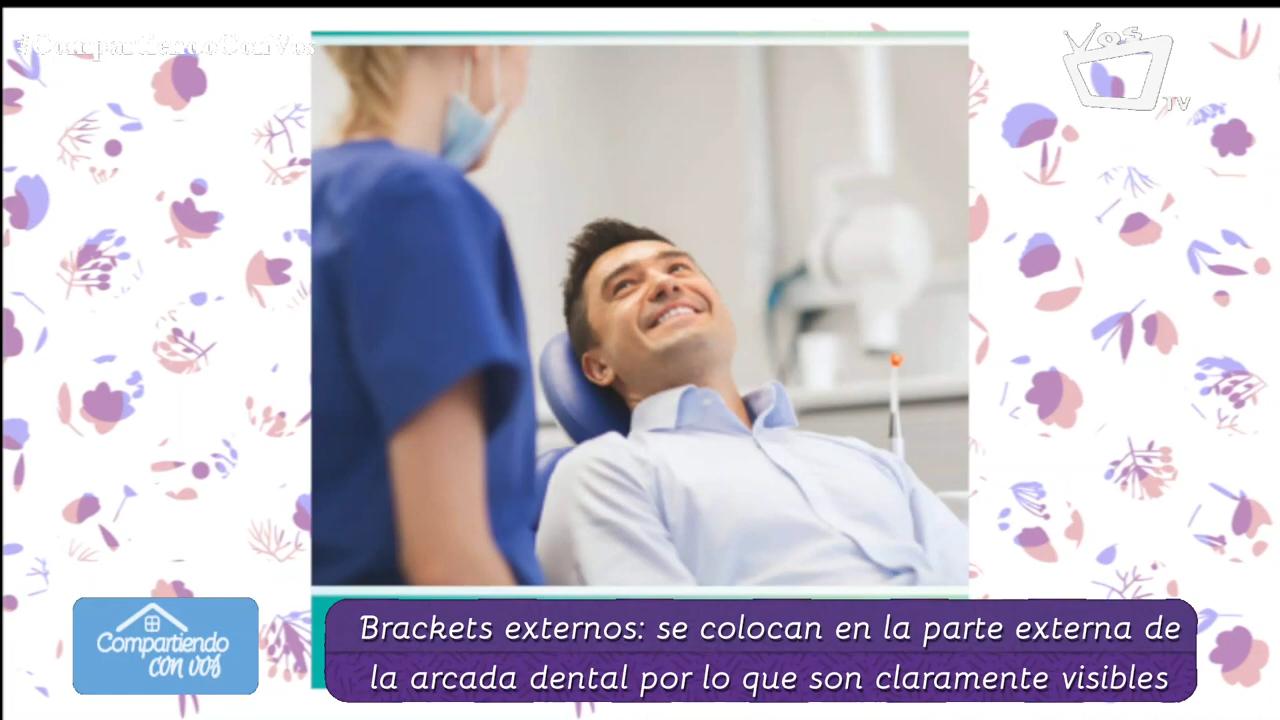 #CompartiendoConVos
VOS
TV
Brackets externos: se colocan en la parte externa de
la arcada dental por lo que son claramente visibles
Compartiendo
con vos